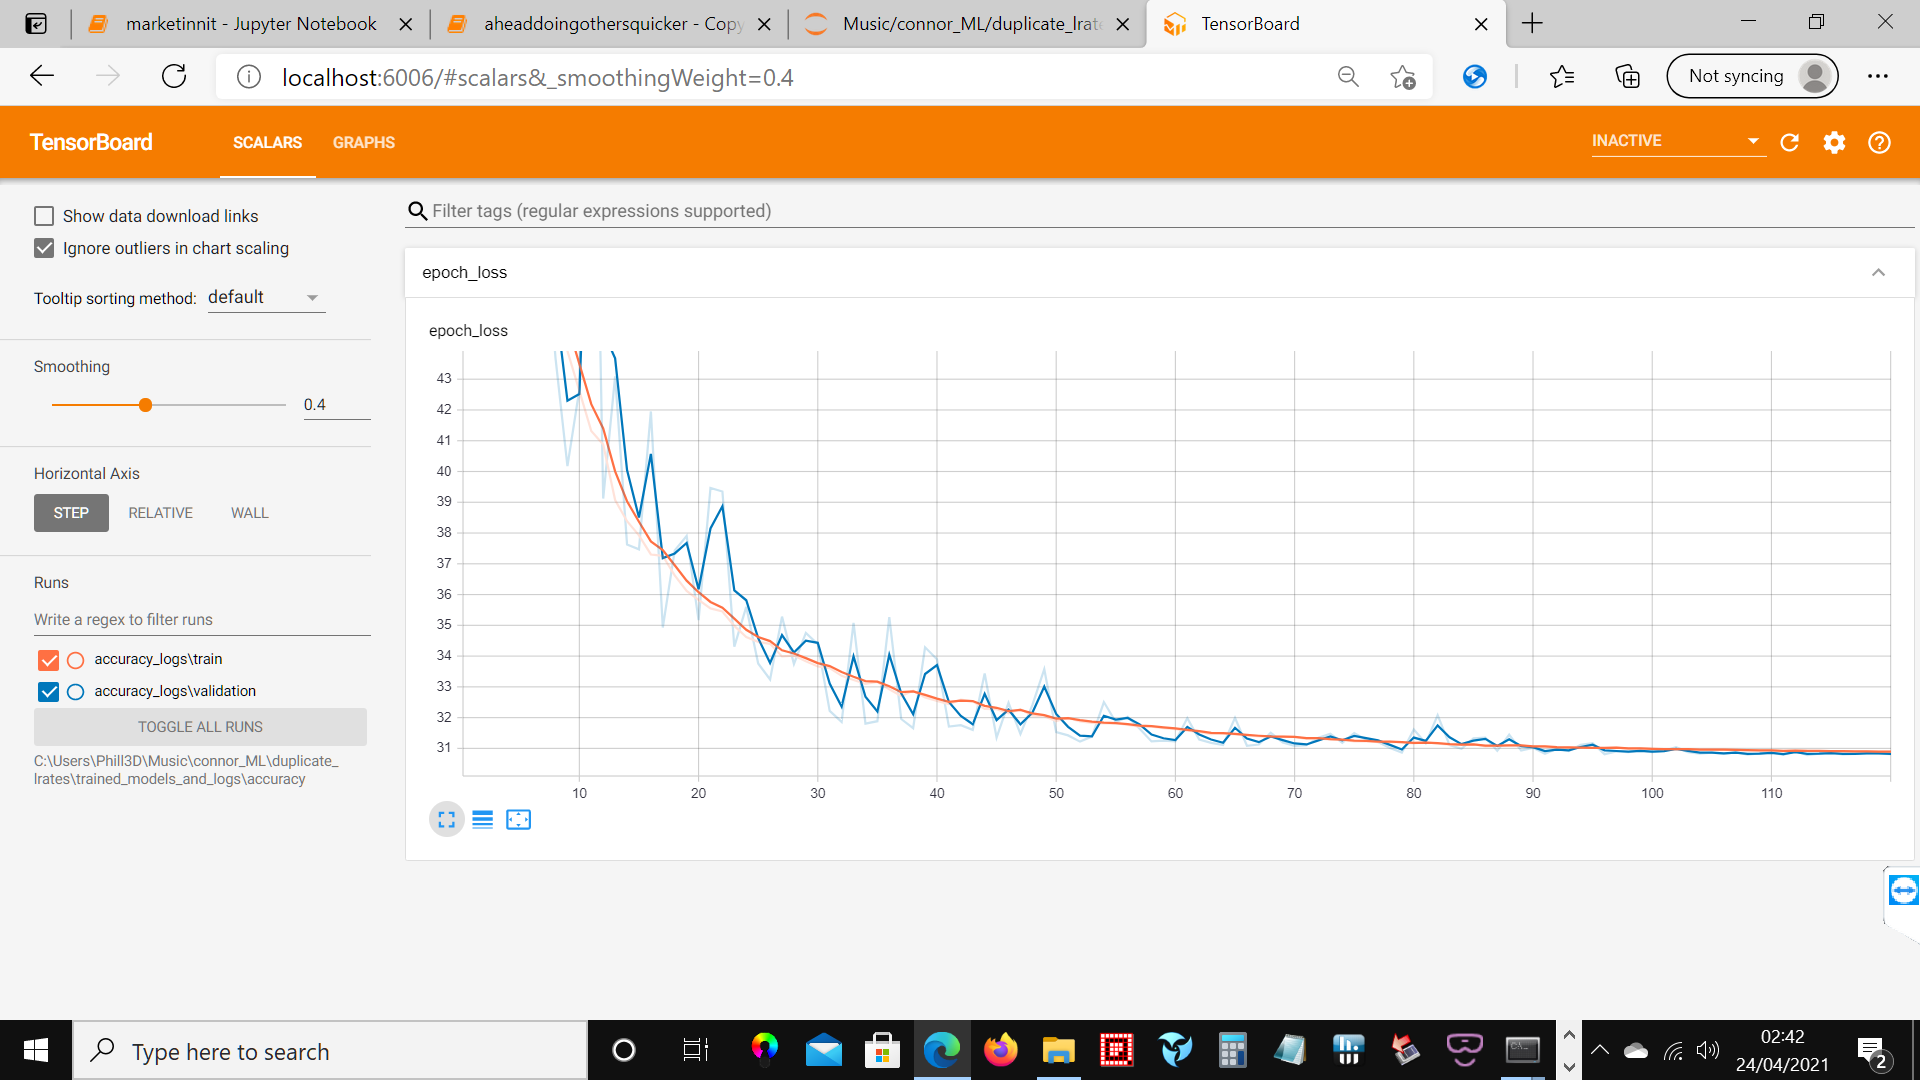 marketinnit - Jupyter Notebook
aheaddoingothersquicker - Copy
Music/connor_ML/duplicate_lrate
TensorBoard
localhost:6006/#scalars&_smoothingWeight=0.4
Not syncing
TensorBoard
SCALARS
GRAPHS
INACTIVE
Show data download links
Ignore outliers in chart scaling
Tooltip sorting method: default
Smoothing
0.4
Horizontal Axis
STEP
RELATIVE
WALL
Runs
Write a regex to filter runs
accuracy_logs\train
accuracy_logs\validation
TOGGLE ALL RUNS
C:\Users\Phill3D\Music\connor_ML\duplicate_
lrates\trained_models_and_logs\accuracy
Filter tags (regular expressions supported)
epoch_loss
epoch_loss
43
42
41
40
39
38
37
36
35
34
33
32
31
10 20 30 40 50 60 70 80 90 100 110
Type here to search
02:42
24/04/2021
2